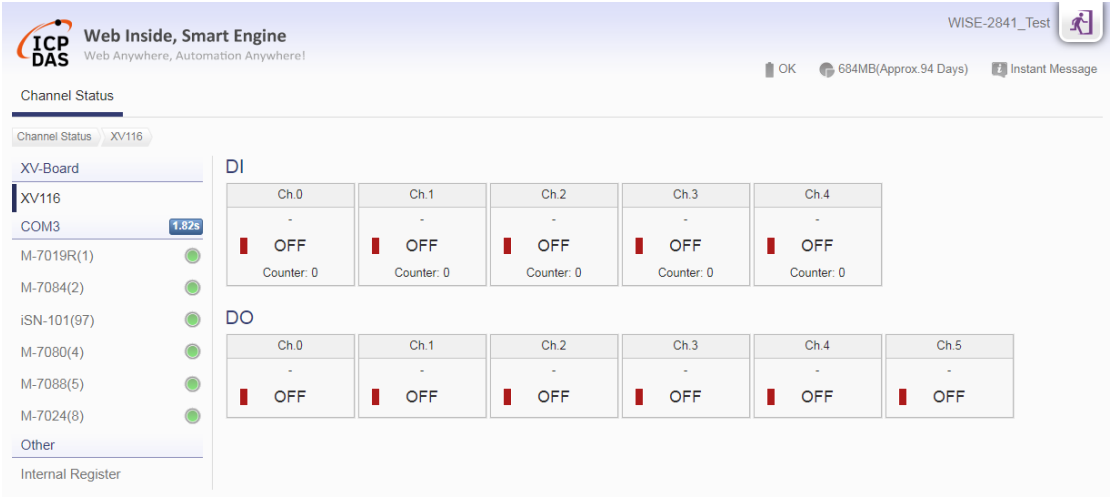 WISE-2841_Test
ICP DAS
Web Inside, Smart Engine
Web Anywhere, Automation Anywhere!
OK 684MB(Approx.94 Days) Instant Message
Channel Status
Channel Status XV116
XV-Board
XV116
COM3 1.82s
M-7019R(1)
M-7084(2)
iSN-101(97)
M-7080(4)
M-7088(5)
M-7024(8)
Other
Internal Register
DI
Ch.0 Ch.1 Ch.2 Ch.3 Ch.4
- - - - -
OFF OFF OFF OFF OFF
Counter: 0 Counter: 0 Counter: 0 Counter: 0 Counter: 0
DO
Ch.0 Ch.1 Ch.2 Ch.3 Ch.4 Ch.5
- - - - - -
OFF OFF OFF OFF OFF OFF